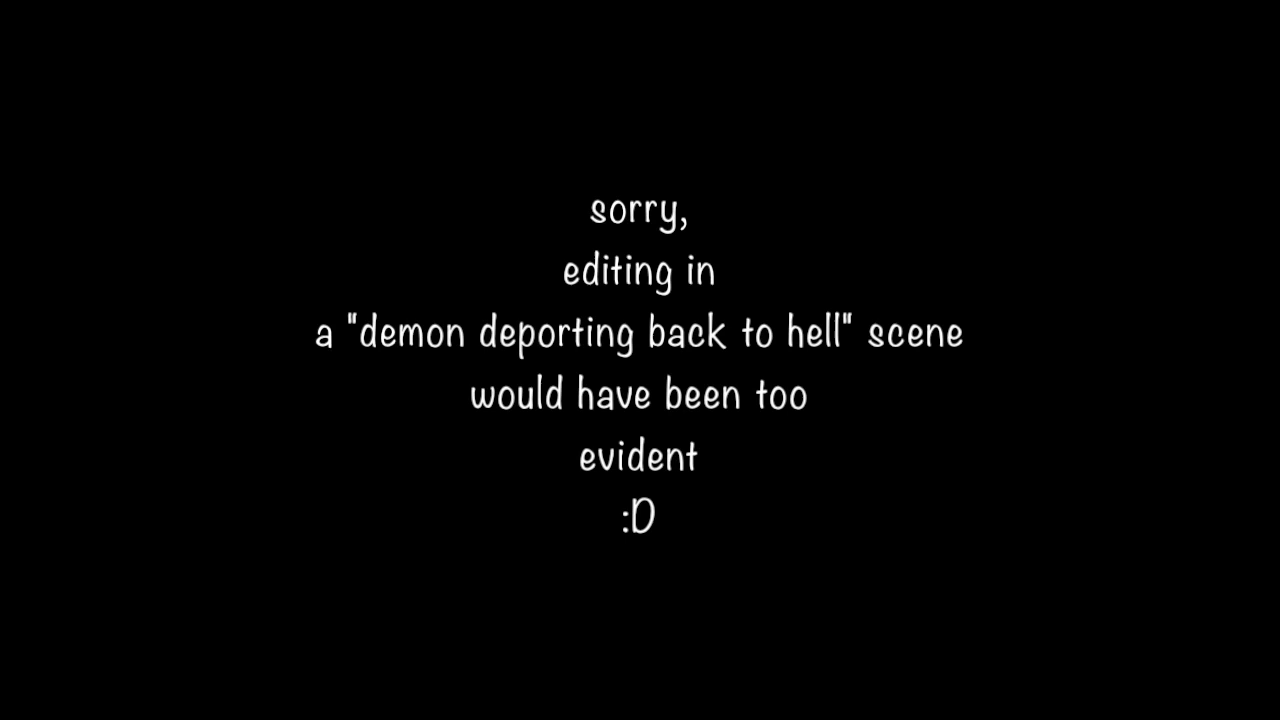 sorry,
editing in
a "demon deporting back to hell" scene
would have been too
evident
:D